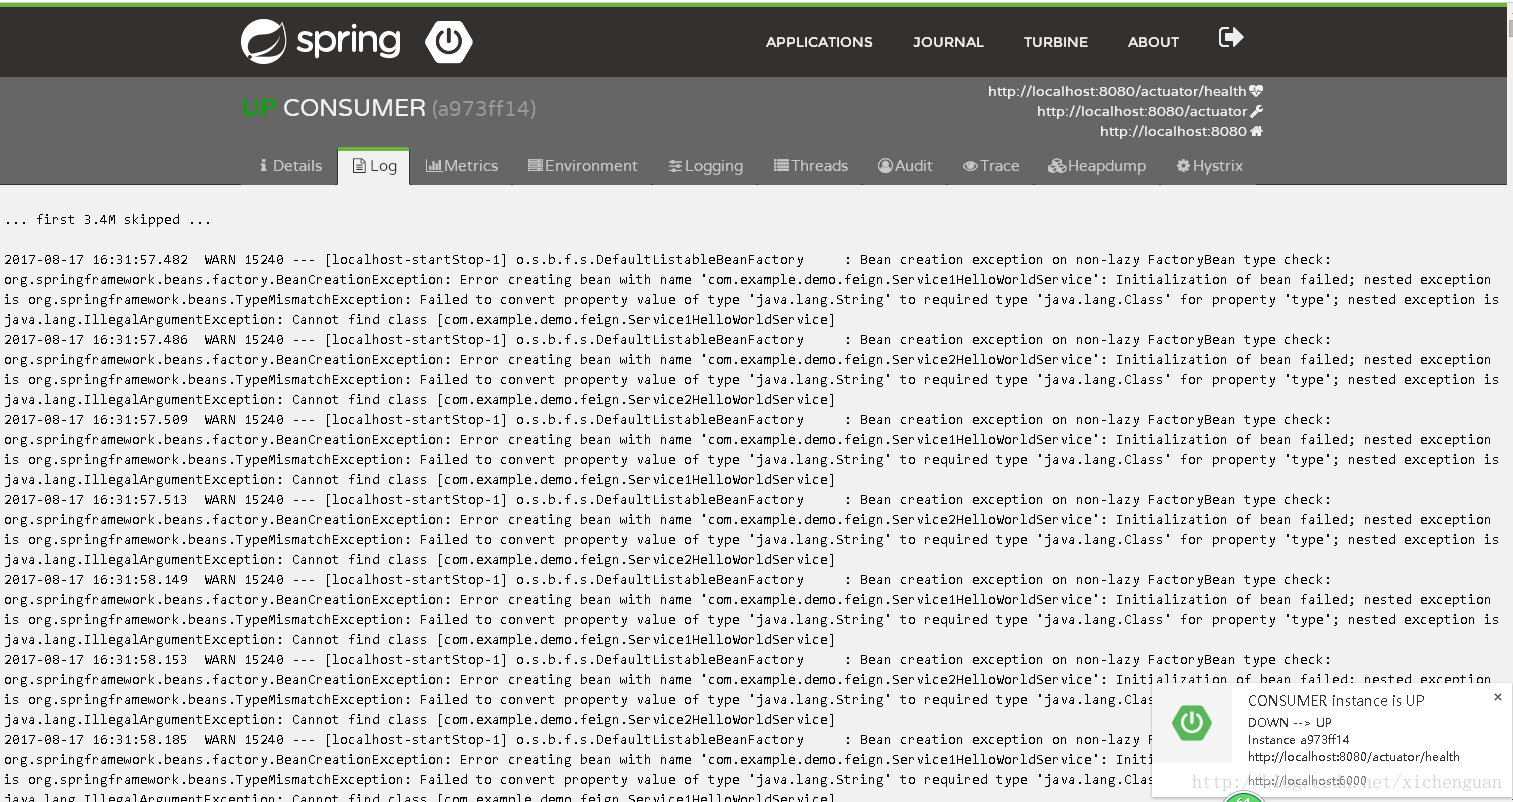 spring
APPLICATIONS JOURNAL TURBINE ABOUT
UP CONSUMER (a973ff14)
http://localhost:8080/actuator/health
http://localhost:8080/actuator
http://localhost:8080
Details Log Metrics Environment Logging Threads Audit Trace Heapdump Hystrix
... first 3.4M skipped ...
2017-08-17 16:31:57.482  WARN 15240 --- [localhost-startStop-1] o.s.b.f.s.DefaultListableBeanFactory     : Bean creation exception on non-lazy FactoryBean type check:
org.springframework.beans.factory.BeanCreationException: Error creating bean with name 'com.example.demo.feign.Service1HelloWorldService': Initialization of bean failed; nested exception
is org.springframework.beans.TypeMismatchException: Failed to convert property value of type 'java.lang.String' to required type 'java.lang.Class' for property 'type'; nested exception is
java.lang.IllegalArgumentException: Cannot find class [com.example.demo.feign.Service1HelloWorldService]
2017-08-17 16:31:57.486  WARN 15240 --- [localhost-startStop-1] o.s.b.f.s.DefaultListableBeanFactory     : Bean creation exception on non-lazy FactoryBean type check:
org.springframework.beans.factory.BeanCreationException: Error creating bean with name 'com.example.demo.feign.Service2HelloWorldService': Initialization of bean failed; nested exception
is org.springframework.beans.TypeMismatchException: Failed to convert property value of type 'java.lang.String' to required type 'java.lang.Class' for property 'type'; nested exception is
java.lang.IllegalArgumentException: Cannot find class [com.example.demo.feign.Service2HelloWorldService]
2017-08-17 16:31:57.509  WARN 15240 --- [localhost-startStop-1] o.s.b.f.s.DefaultListableBeanFactory     : Bean creation exception on non-lazy FactoryBean type check:
org.springframework.beans.factory.BeanCreationException: Error creating bean with name 'com.example.demo.feign.Service1HelloWorldService': Initialization of bean failed; nested exception
is org.springframework.beans.TypeMismatchException: Failed to convert property value of type 'java.lang.String' to required type 'java.lang.Class' for property 'type'; nested exception is
java.lang.IllegalArgumentException: Cannot find class [com.example.demo.feign.Service1HelloWorldService]
2017-08-17 16:31:57.513  WARN 15240 --- [localhost-startStop-1] o.s.b.f.s.DefaultListableBeanFactory     : Bean creation exception on non-lazy FactoryBean type check:
org.springframework.beans.factory.BeanCreationException: Error creating bean with name 'com.example.demo.feign.Service2HelloWorldService': Initialization of bean failed; nested exception
is org.springframework.beans.TypeMismatchException: Failed to convert property value of type 'java.lang.String' to required type 'java.lang.Class' for property 'type'; nested exception is
java.lang.IllegalArgumentException: Cannot find class [com.example.demo.feign.Service2HelloWorldService]
2017-08-17 16:31:58.149  WARN 15240 --- [localhost-startStop-1] o.s.b.f.s.DefaultListableBeanFactory     : Bean creation exception on non-lazy FactoryBean type check:
org.springframework.beans.factory.BeanCreationException: Error creating bean with name 'com.example.demo.feign.Service1HelloWorldService': Initialization of bean failed; nested exception
is org.springframework.beans.TypeMismatchException: Failed to convert property value of type 'java.lang.String' to required type 'java.lang.Class' for property 'type'; nested exception is
java.lang.IllegalArgumentException: Cannot find class [com.example.demo.feign.Service1HelloWorldService]
2017-08-17 16:31:58.153  WARN 15240 --- [localhost-startStop-1] o.s.b.f.s.DefaultListableBeanFactory     : Bean creation exception on non-lazy FactoryBean type check:
org.springframework.beans.factory.BeanCreationException: Error creating bean with name 'com.example.demo.feign.Service2HelloWorldService': Initialization of bean failed; nested exception
is org.springframework.beans.TypeMismatchException: Failed to convert property value of type 'java.lang.String' to required type 'java.lang.Clas
java.lang.IllegalArgumentException: Cannot find class [com.example.demo.feign.Service2HelloWorldService]
2017-08-17 16:31:58.185  WARN 15240 --- [localhost-startStop-1] o.s.b.f.s.DefaultListableBeanFactory     : Bean creation exception on non-lazy
org.springframework.beans.factory.BeanCreationException: Error creating bean with name 'com.example.demo.feign.Service1HelloWorldService': Init
is org.springframework.beans.TypeMismatchException: Failed to convert property value of type 'java.lang.String' to required type 'java.lang.Clas
java.lang.IllegalArgumentException: Cannot find class [com.example.demo.feign.Service1HelloWorldService]
CONSUMER instance is UP ×
DOWN --> UP
Instance a973ff14
http://localhost:8080/actuator/health
http://localhost:6000